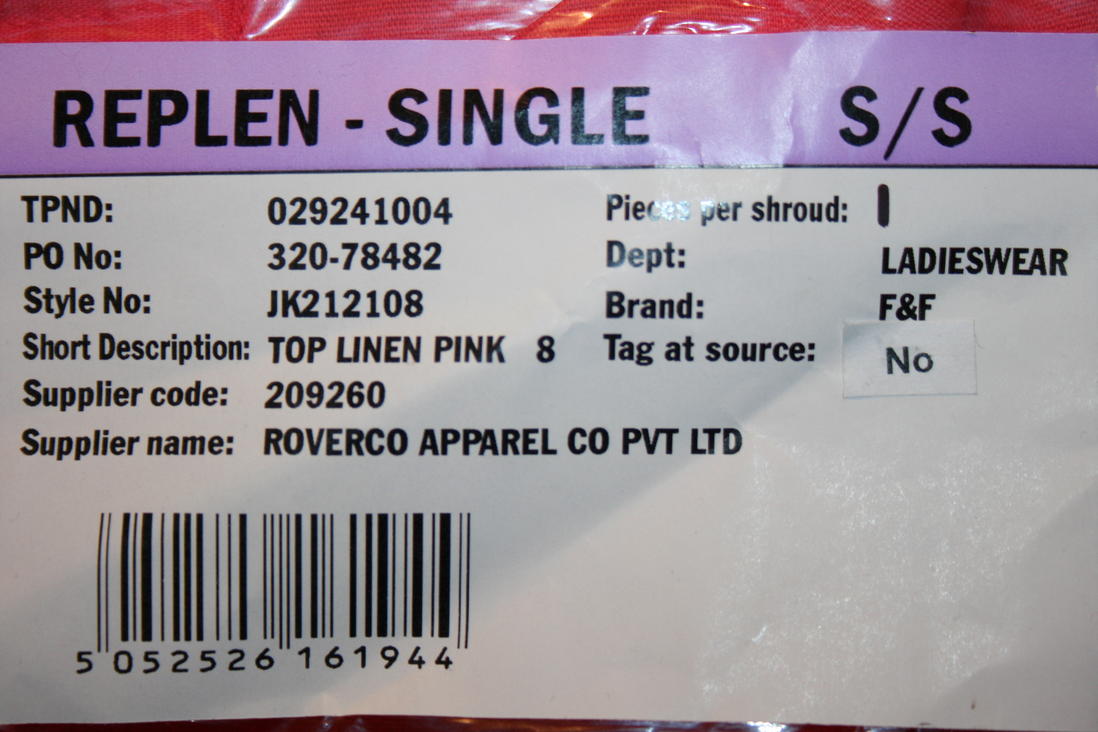 REPLEN - SINGLE S/S
TPND: 029241004 Pieces per shroud: 1
PO No: 320-78482 Dept: LADIESWEAR
Style No: JK212108 Brand: F&F
Short Description: TOP LINEN PINK 8 Tag at source: No
Supplier code: 209260
Supplier name: ROVERCO APPAREL CO PVT LTD
5 052526 161944